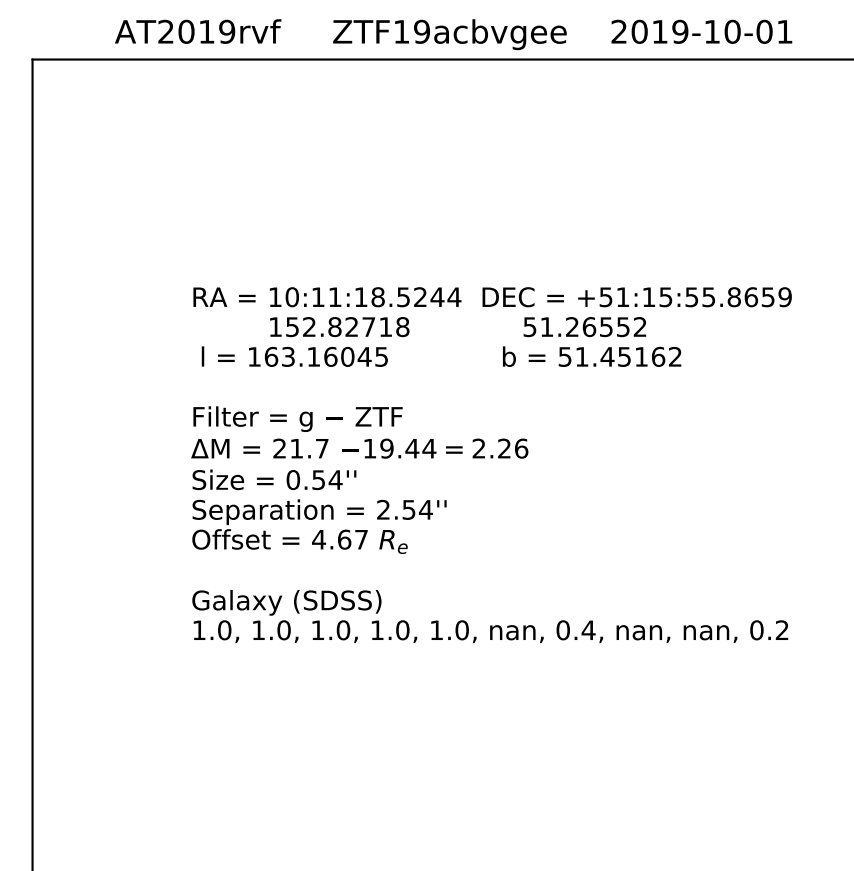 AT2019rvf ZTF19acbvgee 2019-10-01
RA = 10:11:18.5244 DEC = +51:15:55.8659
152.82718 51.26552
l = 163.16045 b = 51.45162
Filter = g − ZTF
ΔM = 21.7 −19.44 = 2.26
Size = 0.54''
Separation = 2.54''
Offset = 4.67 Rₑ
Galaxy (SDSS)
1.0, 1.0, 1.0, 1.0, 1.0, nan, 0.4, nan, nan, 0.2